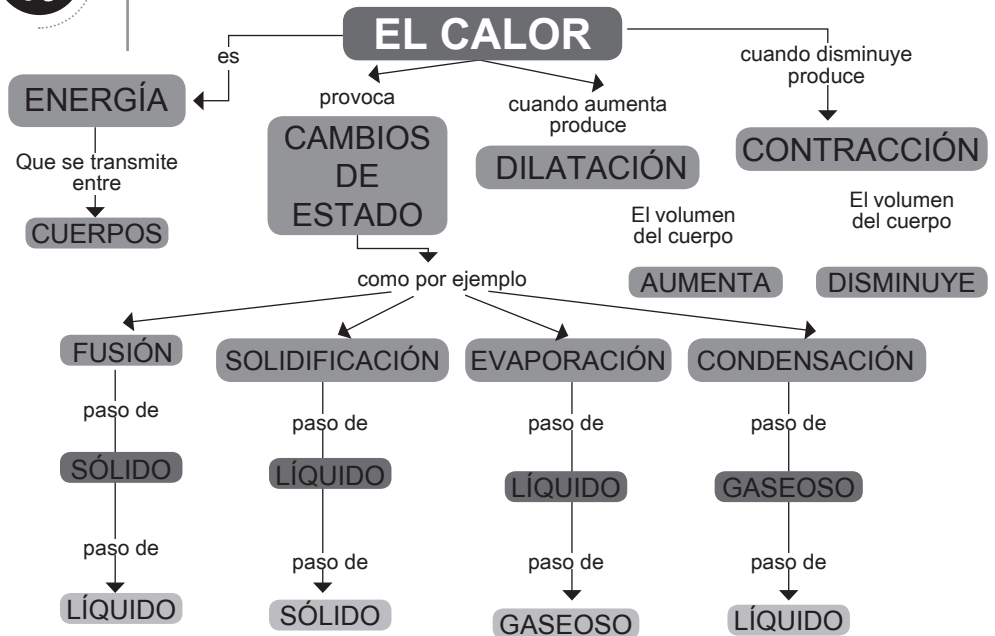 EL CALOR
es
ENERGÍA
Que se transmite
entre
CUERPOS
provoca
CAMBIOS
DE
ESTADO
cuando aumenta
produce
DILATACIÓN
El volumen
del cuerpo
AUMENTA
cuando disminuye
produce
CONTRACCIÓN
El volumen
del cuerpo
DISMINUYE
como por ejemplo
FUSIÓN
paso de
SÓLIDO
paso de
LÍQUIDO
SOLIDIFICACIÓN
paso de
LÍQUIDO
paso de
SÓLIDO
EVAPORACIÓN
paso de
LÍQUIDO
paso de
GASEOSO
CONDENSACIÓN
paso de
GASEOSO
paso de
LÍQUIDO